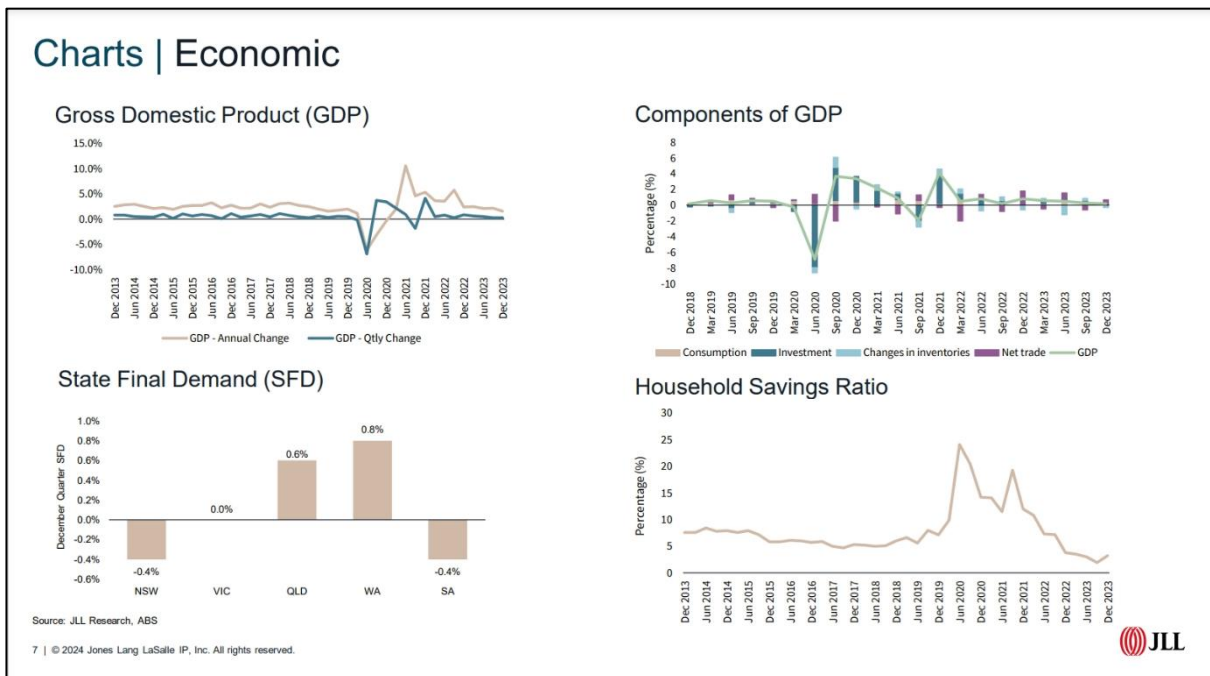 Charts | Economic
Gross Domestic Product (GDP)
15.0%
10.0%
5.0%
0.0%
-5.0%
-10.0%
Dec 2013
Jun 2014
Dec 2014
Jun 2015
Dec 2015
Jun 2016
Dec 2016
Jun 2017
Dec 2017
Jun 2018
Dec 2018
Jun 2019
Dec 2019
Jun 2020
Dec 2020
Jun 2021
Dec 2021
Jun 2022
Dec 2022
Jun 2023
Dec 2023
GDP - Annual Change
GDP - Qtly Change
Components of GDP
Percentage (%)
8
6
4
2
0
-2
-4
-6
-8
-10
Dec 2018
Mar 2019
Jun 2019
Sep 2019
Dec 2019
Mar 2020
Jun 2020
Sep 2020
Dec 2020
Mar 2021
Jun 2021
Sep 2021
Dec 2021
Mar 2022
Jun 2022
Sep 2022
Dec 2022
Mar 2023
Jun 2023
Sep 2023
Dec 2023
Consumption
Investment
Changes in inventories
Net trade
GDP
State Final Demand (SFD)
December Quarter SFD
1.0%
0.8%
0.6%
0.4%
0.2%
0.0%
-0.2%
-0.4%
-0.6%
-0.4%
0.0%
0.6%
0.8%
-0.4%
NSW
VIC
QLD
WA
SA
Household Savings Ratio
Percentage (%)
30
25
20
15
10
5
0
Dec 2013
Jun 2014
Dec 2014
Jun 2015
Dec 2015
Jun 2016
Dec 2016
Jun 2017
Dec 2017
Jun 2018
Dec 2018
Jun 2019
Dec 2019
Jun 2020
Dec 2020
Jun 2021
Dec 2021
Jun 2022
Dec 2022
Jun 2023
Dec 2023
Source: JLL Research, ABS
7 | © 2024 Jones Lang LaSalle IP, Inc. All rights reserved.
JLL